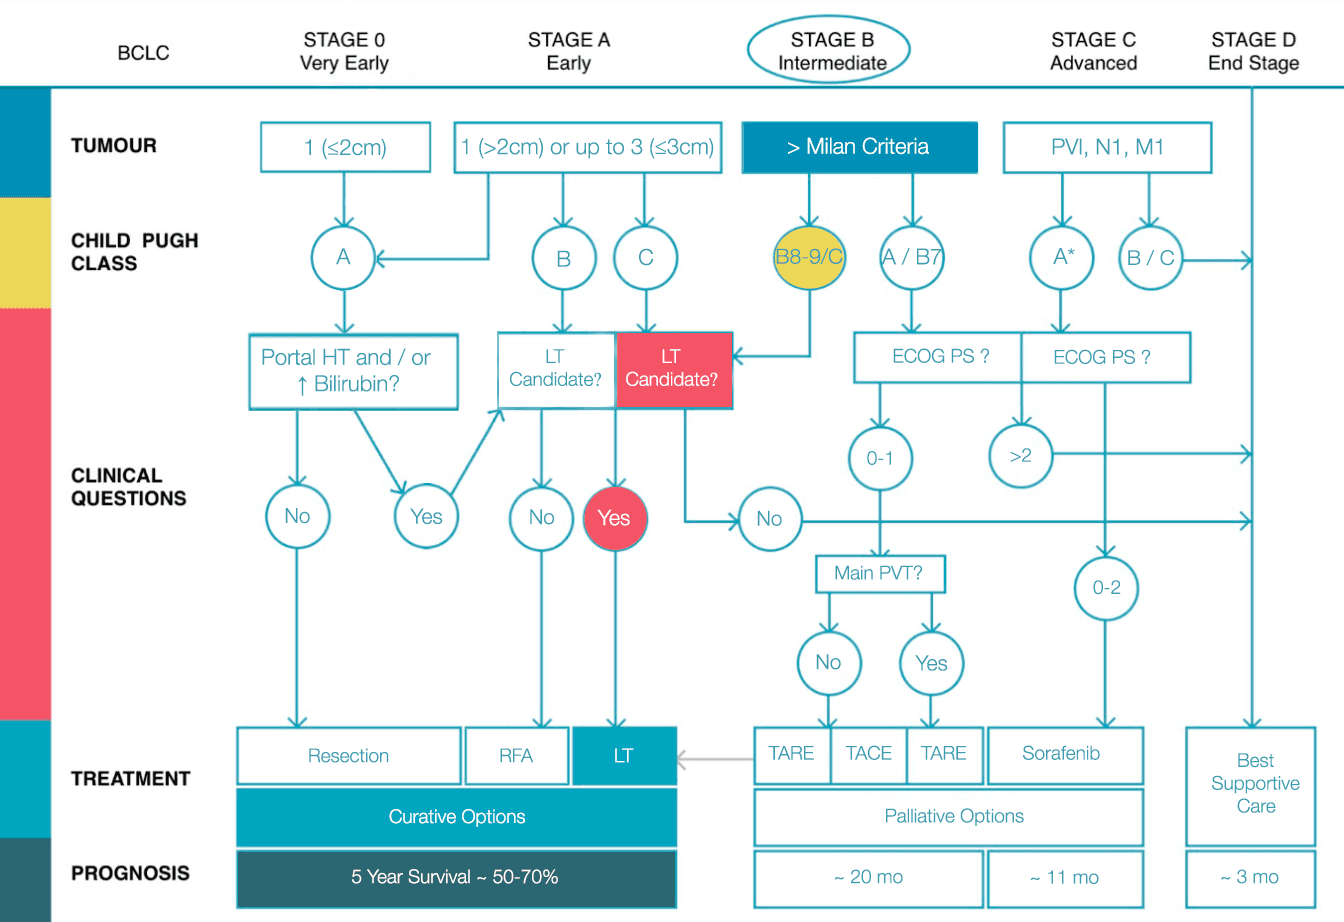 BCLC
STAGE 0
Very Early
STAGE A
Early
STAGE B
Intermediate
STAGE C
Advanced
STAGE D
End Stage
TUMOUR
1 (≤2cm)
1 (>2cm) or up to 3 (≤3cm)
> Milan Criteria
PVI, N1, M1
CHILD PUGH
CLASS
A
B
C
B8-9/C
A / B7
A*
B / C
Portal HT and / or
↑ Bilirubin?
LT
Candidate?
LT
Candidate?
ECOG PS ?
ECOG PS ?
CLINICAL
QUESTIONS
0-1
>2
No
Yes
No
Yes
No
Main PVT?
0-2
No
Yes
TREATMENT
Resection
RFA
LT
TARE
TACE
TARE
Sorafenib
Best
Supportive
Care
Curative Options
Palliative Options
PROGNOSIS
5 Year Survival ~ 50-70%
~ 20 mo
~ 11 mo
~ 3 mo